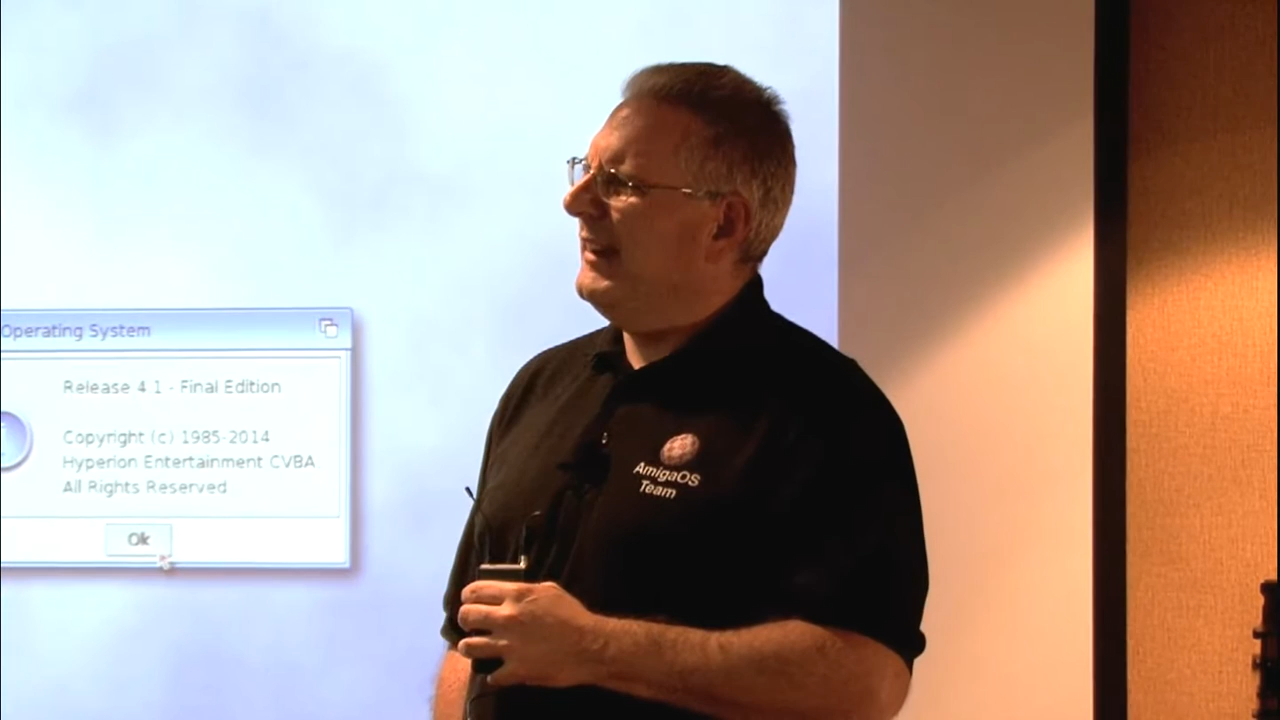 Operating System
Release 4.1 - Final Edition
Copyright (c) 1985-2014
Hyperion Entertainment CVBA
All Rights Reserved
Ok
AmigaOS
Team